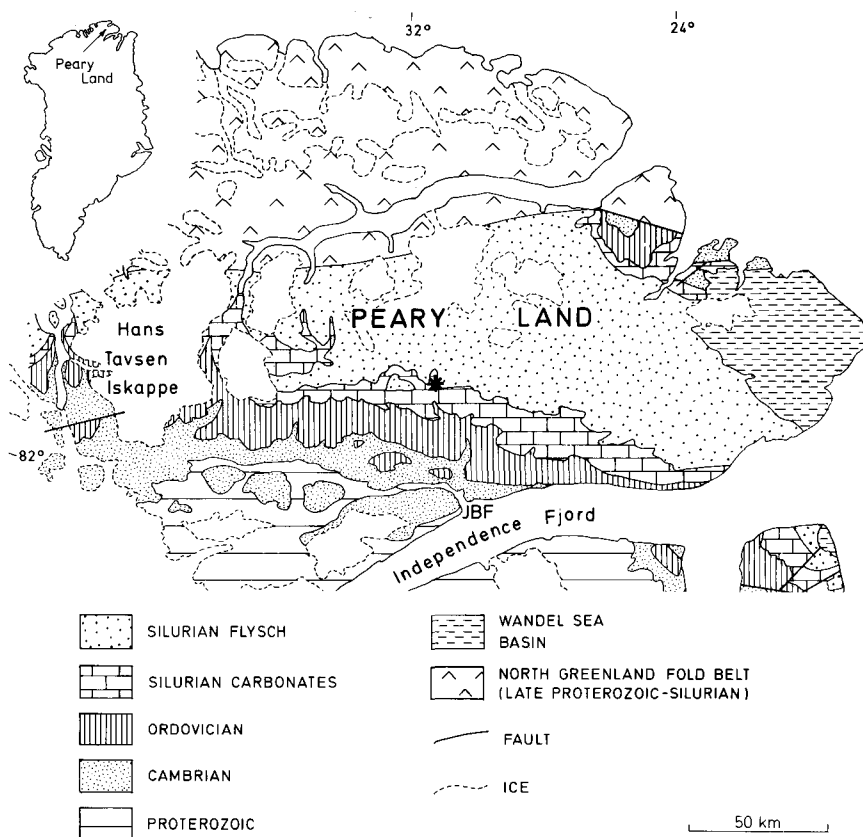 32°
24°
Peary
Land
PEARY LAND
Hans
Tavsen
Iskappe
82°
JBF
Independence Fjord
SILURIAN FLYSCH
SILURIAN CARBONATES
ORDOVICIAN
CAMBRIAN
PROTEROZOIC
WANDEL SEA
BASIN
NORTH GREENLAND FOLD BELT
(LATE PROTEROZOIC-SILURIAN)
FAULT
ICE
50 km